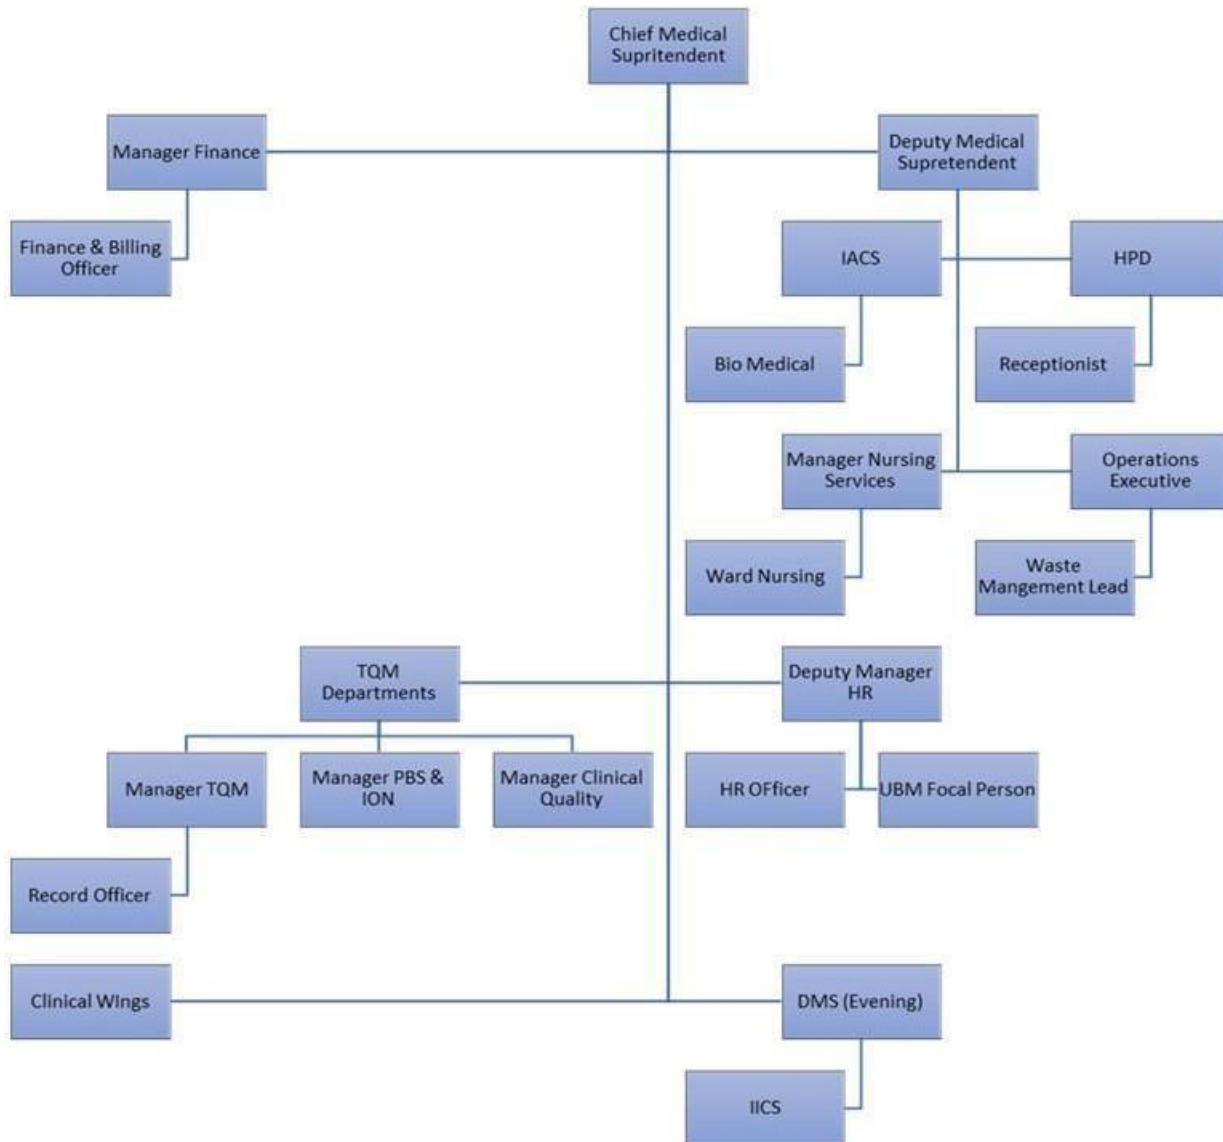 Chief Medical
Supritendent
Manager Finance
Deputy Medical
Supretendent
Finance & Billing
Officer
IACS
HPD
Bio Medical
Receptionist
Manager Nursing
Services
Operations
Executive
Ward Nursing
Waste
Mangement Lead
TQM
Departments
Deputy Manager
HR
Manager TQM
Manager PBS &
ION
Manager Clinical
Quality
HR OFficer
UBM Focal Person
Record Officer
Clinical WIngs
DMS (Evening)
IICS